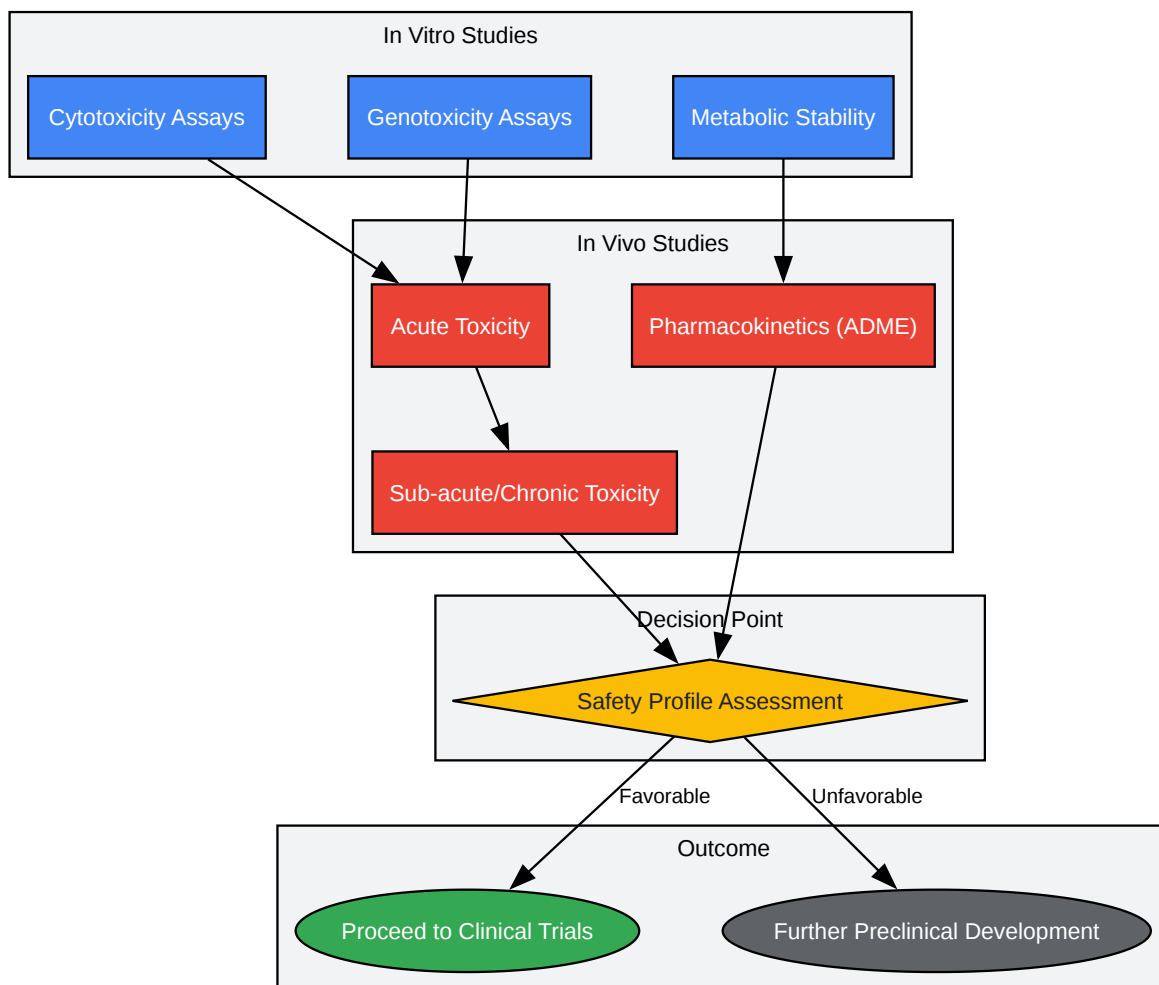 In Vitro Studies
Cytotoxicity Assays
Genotoxicity Assays
Metabolic Stability
In Vivo Studies
Acute Toxicity
Pharmacokinetics (ADME)
Sub-acute/Chronic Toxicity
Decision Point
Safety Profile Assessment
Favorable
Unfavorable
Outcome
Proceed to Clinical Trials
Further Preclinical Development